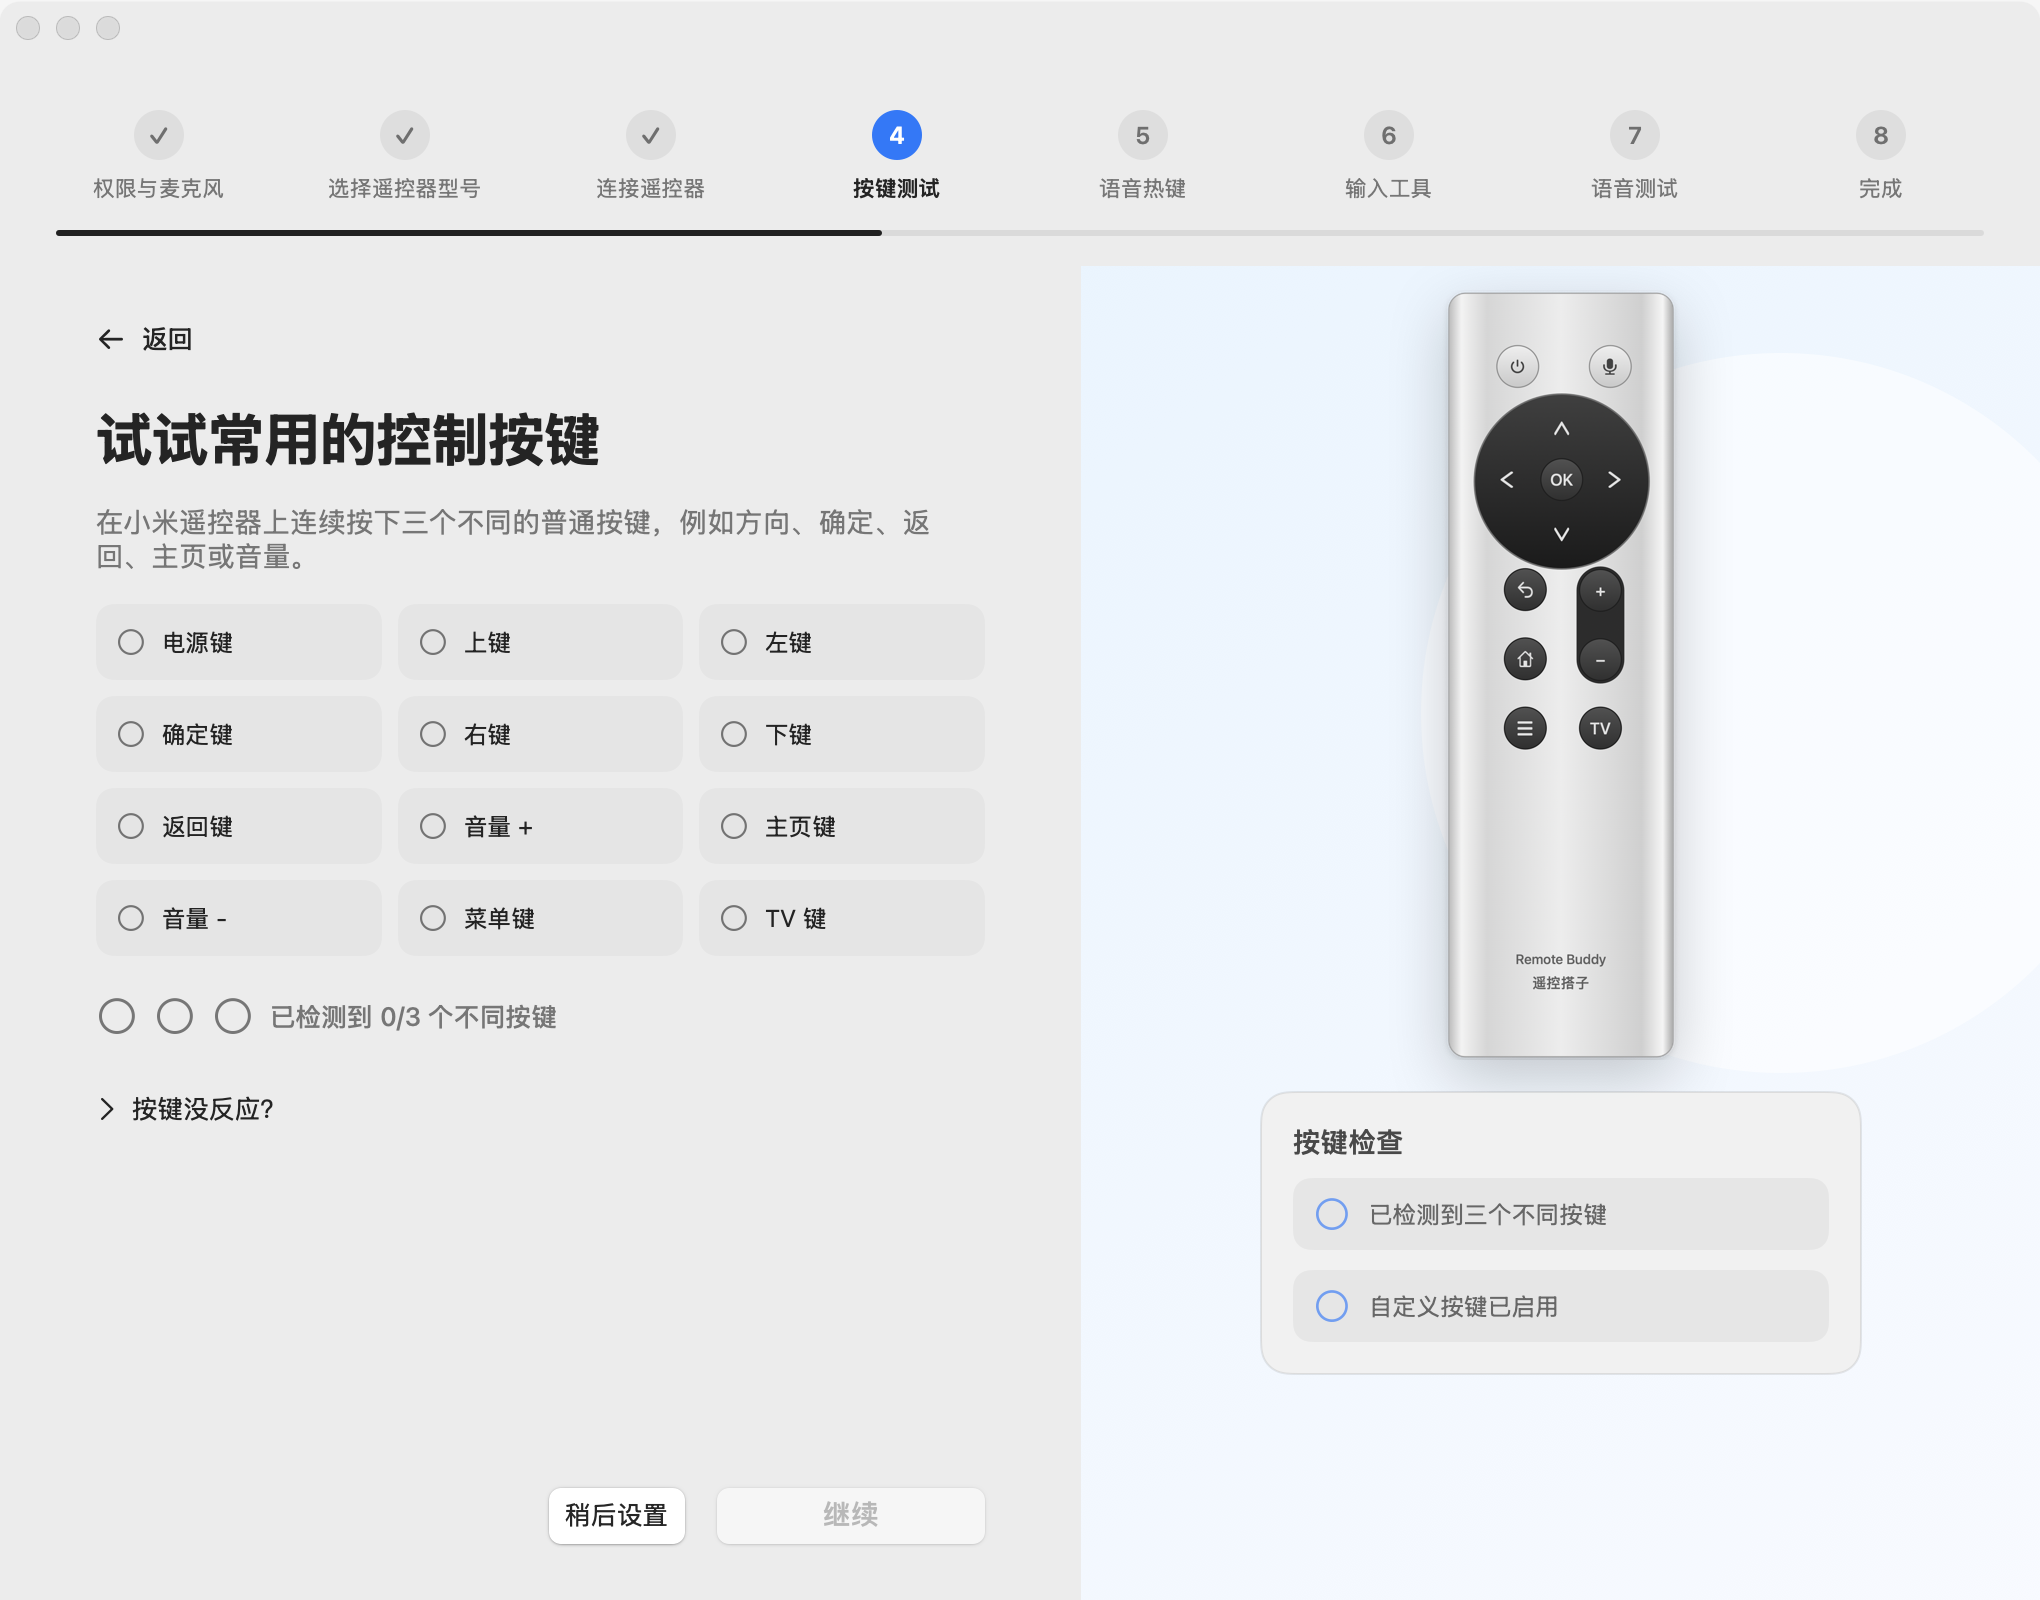 4
5
6
7
8
权限与麦克风
选择遥控器型号
连接遥控器
按键测试
语音热键
输入工具
语音测试
完成
返回
试试常用的控制按键
在小米遥控器上连续按下三个不同的普通按键，例如方向、确定、返
回、主页或音量。
电源键
上键
左键
确定键
右键
下键
返回键
音量 +
主页键
音量 -
菜单键
TV 键
已检测到 0/3 个不同按键
按键没反应?
稍后设置
继续
OK
+
−
TV
Remote Buddy
遥控搭子
按键检查
已检测到三个不同按键
自定义按键已启用